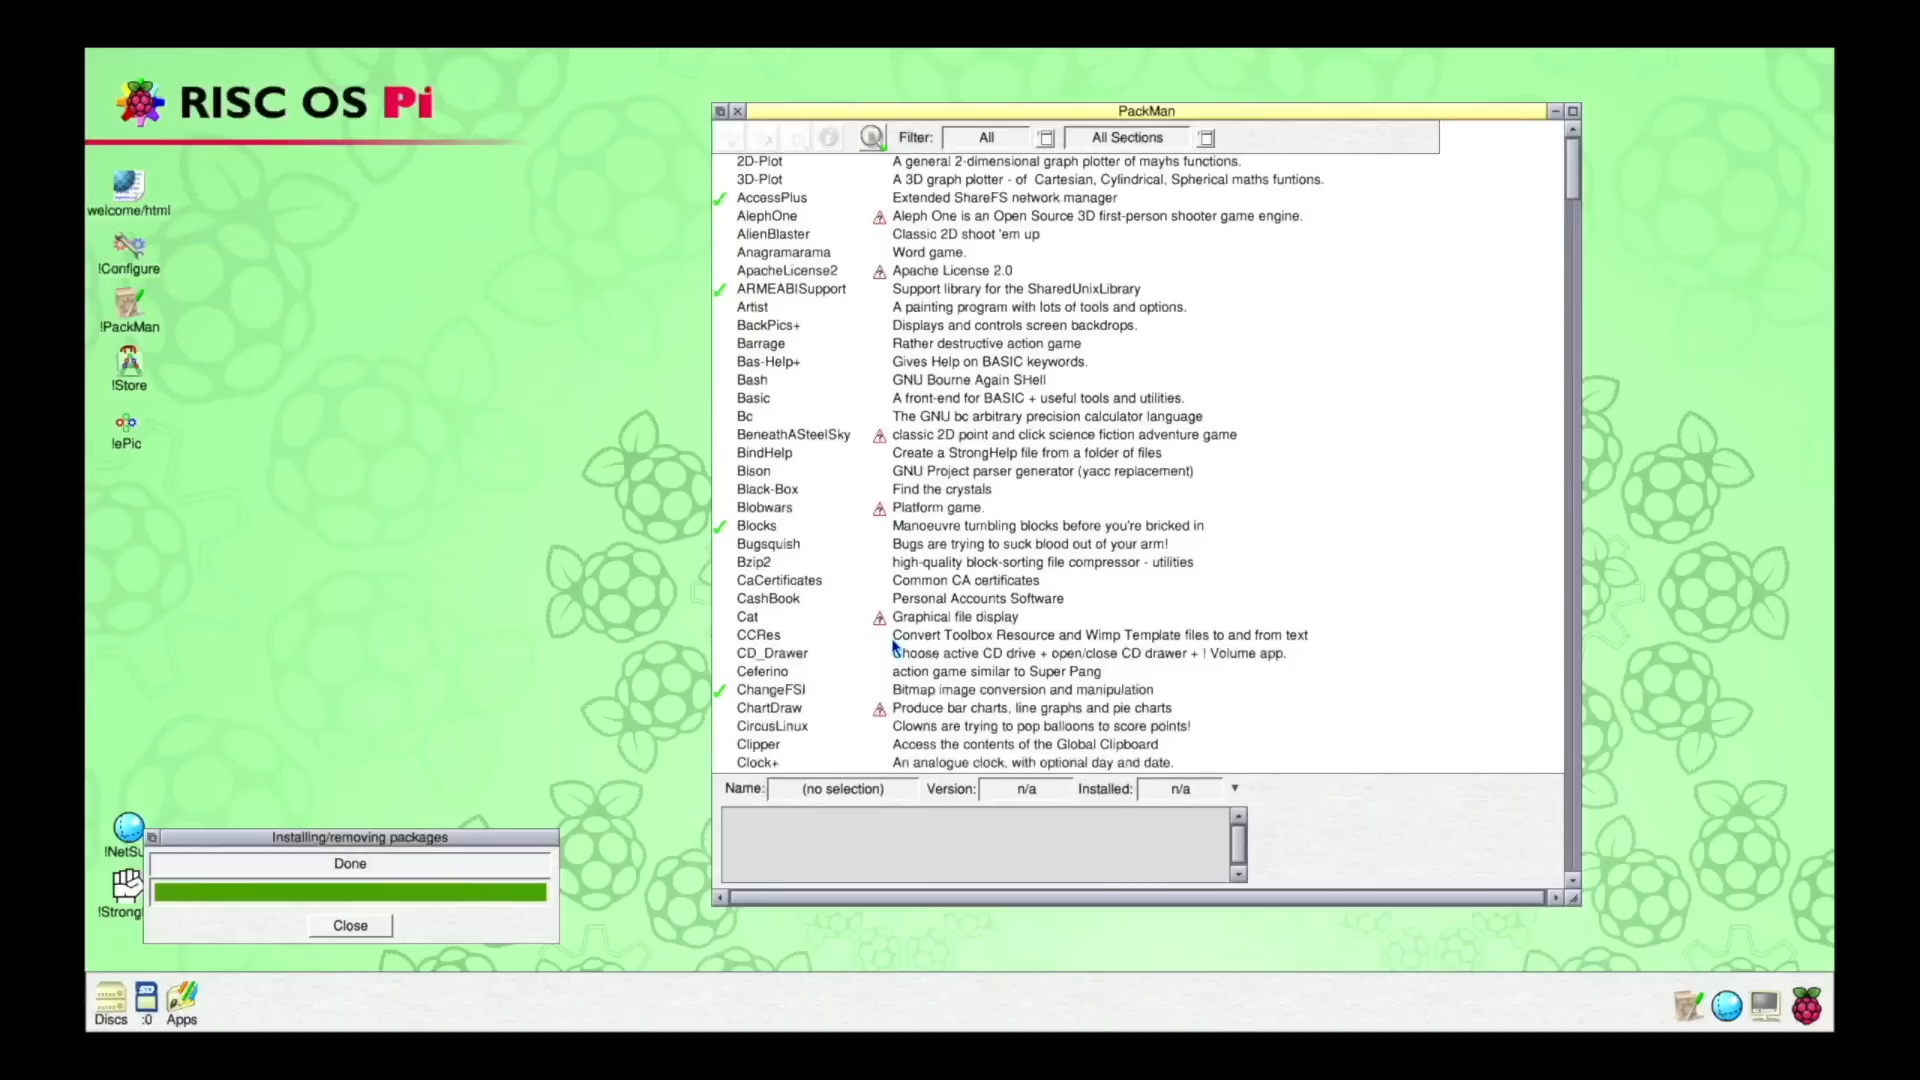 RISC OS Pi
welcome/html
!Configure
!PackMan
!Store
!ePic
PackMan
Filter: All All Sections
2D-Plot A general 2-dimensional graph plotter of mayhs functions.
3D-Plot A 3D graph plotter - of Cartesian, Cylindrical, Spherical maths funtions.
AccessPlus Extended ShareFS network manager
AlephOne Aleph One is an Open Source 3D first-person shooter game engine.
AlienBlaster Classic 2D shoot 'em up
Anagramarama Word game.
ApacheLicense2 Apache License 2.0
ARMEABISupport Support library for the SharedUnixLibrary
Artist A painting program with lots of tools and options.
BackPics+ Displays and controls screen backdrops.
Barrage Rather destructive action game
Bas-Help+ Gives Help on BASIC keywords.
Bash GNU Bourne Again SHell
Basic A front-end for BASIC + useful tools and utilities.
Bc The GNU bc arbitrary precision calculator language
BeneathASteelSky classic 2D point and click science fiction adventure game
BindHelp Create a StrongHelp file from a folder of files
Bison GNU Project parser generator (yacc replacement)
Black-Box Find the crystals
Blobwars Platform game.
Blocks Manoeuvre tumbling blocks before you're bricked in
Bugsquish Bugs are trying to suck blood out of your arm!
Bzip2 high-quality block-sorting file compressor - utilities
CaCertificates Common CA certificates
CashBook Personal Accounts Software
Cat Graphical file display
CCRes Convert Toolbox Resource and Wimp Template files to and from text
CD_Drawer Choose active CD drive + open/close CD drawer + ! Volume app.
Ceferino action game similar to Super Pang
ChangeFSI Bitmap image conversion and manipulation
ChartDraw Produce bar charts, line graphs and pie charts
CircusLinux Clowns are trying to pop balloons to score points!
Clipper Access the contents of the Global Clipboard
Clock+ An analogue clock, with optional day and date.
Name: (no selection) Version: n/a Installed: n/a
!NetSu
!Strong
Installing/removing packages
Done
Close
Discs :0 Apps